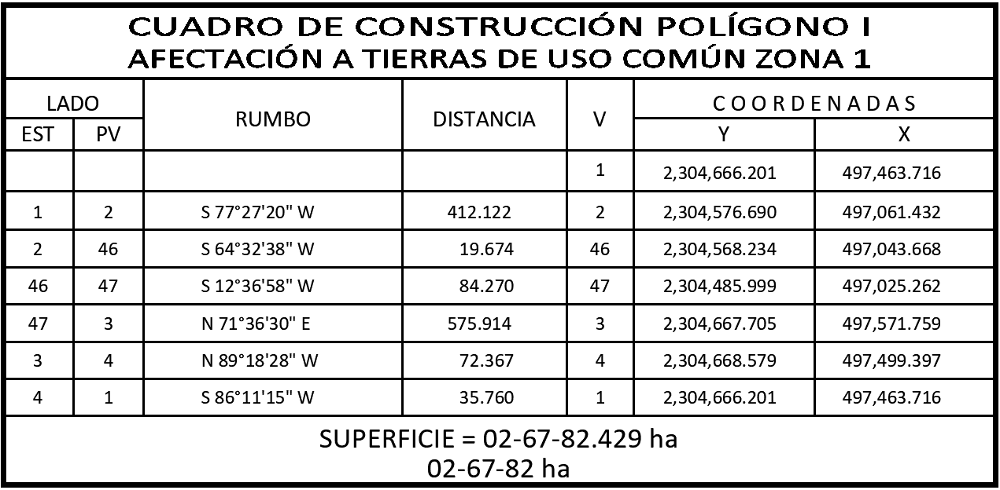 CUADRO DE CONSTRUCCIÓN POLÍGONO I
AFECTACIÓN A TIERRAS DE USO COMÚN ZONA 1
LADO RUMBO DISTANCIA V C O O R D E N A D A S
EST PV Y X
1 2,304,666.201 497,463.716
1 2 S 77°27'20" W 412.122 2 2,304,576.690 497,061.432
2 46 S 64°32'38" W 19.674 46 2,304,568.234 497,043.668
46 47 S 12°36'58" W 84.270 47 2,304,485.999 497,025.262
47 3 N 71°36'30" E 575.914 3 2,304,667.705 497,571.759
3 4 N 89°18'28" W 72.367 4 2,304,668.579 497,499.397
4 1 S 86°11'15" W 35.760 1 2,304,666.201 497,463.716
SUPERFICIE = 02-67-82.429 ha
02-67-82 ha